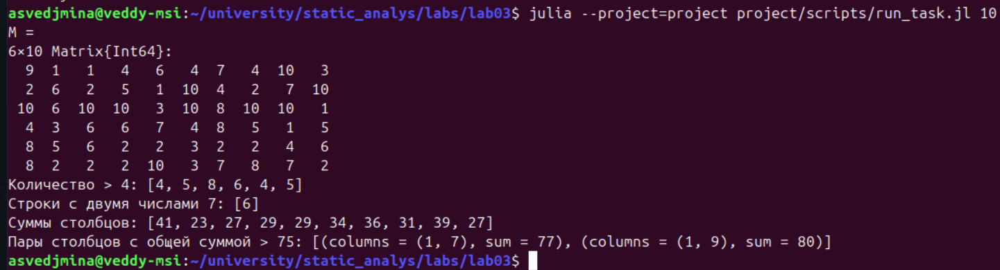 asvedjmina@veddy-msi:~/university/static_analys/labs/lab03$ julia --project=project project/scripts/run_task.jl 10
M =
6×10 Matrix{Int64}:
  9  1   1   4   6   4  7   4  10   3
  2  6   2   5   1  10  4   2   7  10
 10  6  10  10   3  10  8  10  10   1
  4  3   6   6   7   4  8   5   1   5
  8  5   6   2   2   3  2   2   4   6
  8  2   2   2  10   3  7   8   7   2
Количество > 4: [4, 5, 8, 6, 4, 5]
Строки с двумя числами 7: [6]
Суммы столбцов: [41, 23, 27, 29, 29, 34, 36, 31, 39, 27]
Пары столбцов с общей суммой > 75: [(columns = (1, 7), sum = 77), (columns = (1, 9), sum = 80)]
asvedjmina@veddy-msi:~/university/static_analys/labs/lab03$